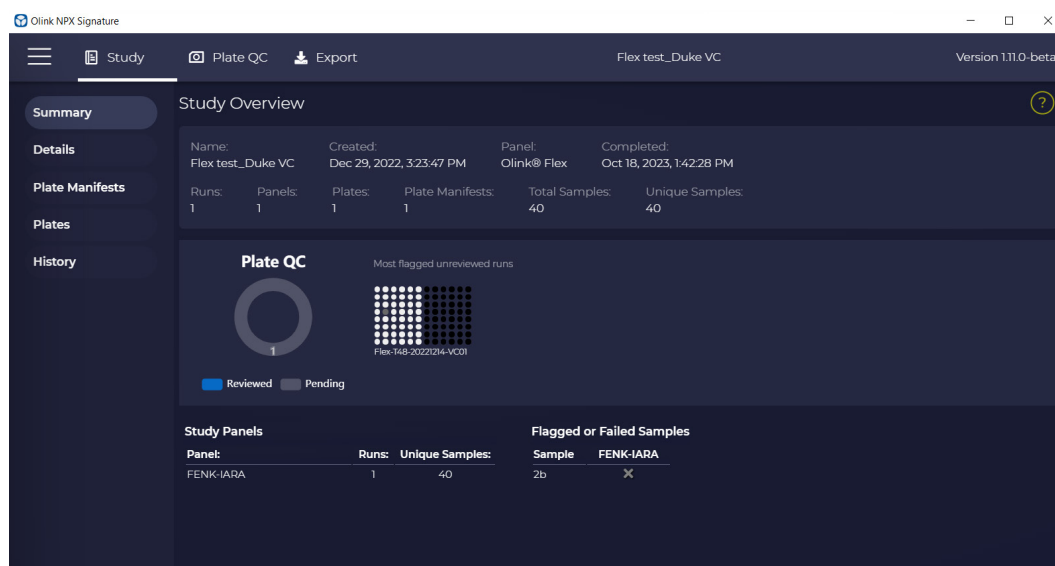 Olink NPX Signature
Study Plate QC Export Flex test_Duke VC Version 1.11.0-beta
Summary
Details
Plate Manifests
Plates
History
Study Overview ?
Name: Created: Panel: Completed:
Flex test_Duke VC Dec 29, 2022, 3:23:47 PM Olink® Flex Oct 18, 2023, 1:42:28 PM
Runs: Panels: Plates: Plate Manifests: Total Samples: Unique Samples:
1 1 1 1 40 40
Plate QC
1
Reviewed Pending
Most flagged unreviewed runs
Flex-T48-20221214-VC01
Study Panels
Panel: Runs: Unique Samples:
FENK-IARA 1 40
Flagged or Failed Samples
Sample FENK-IARA
2b